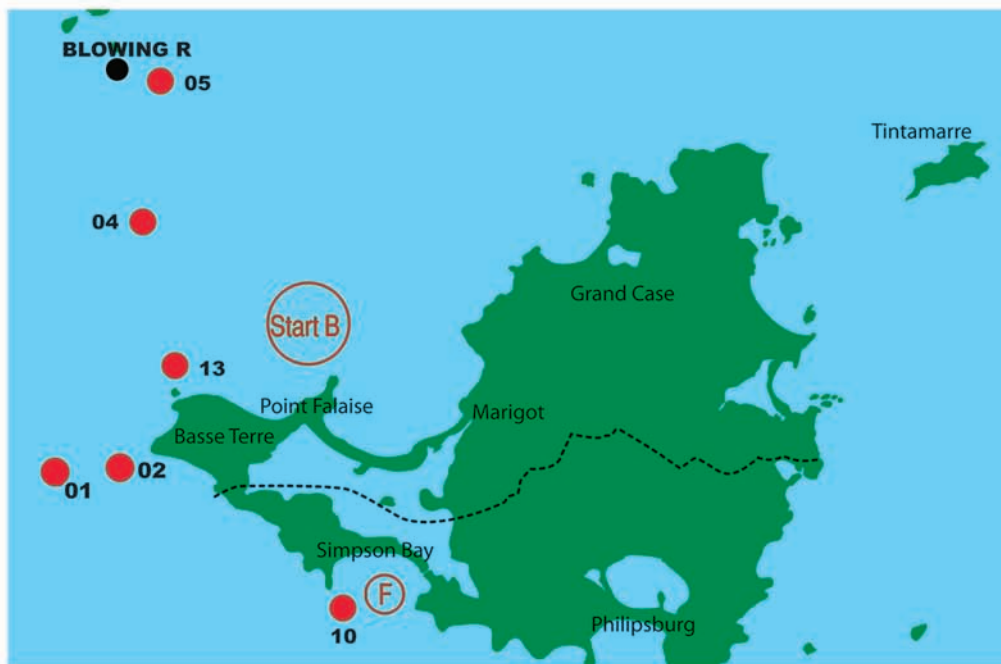 BLOWING R
05
Tintamarre
04
Grand Case
Start B
13
Point Falaise
Marigot
Basse Terre
02
01
Simpson Bay
F
10
Philipsburg